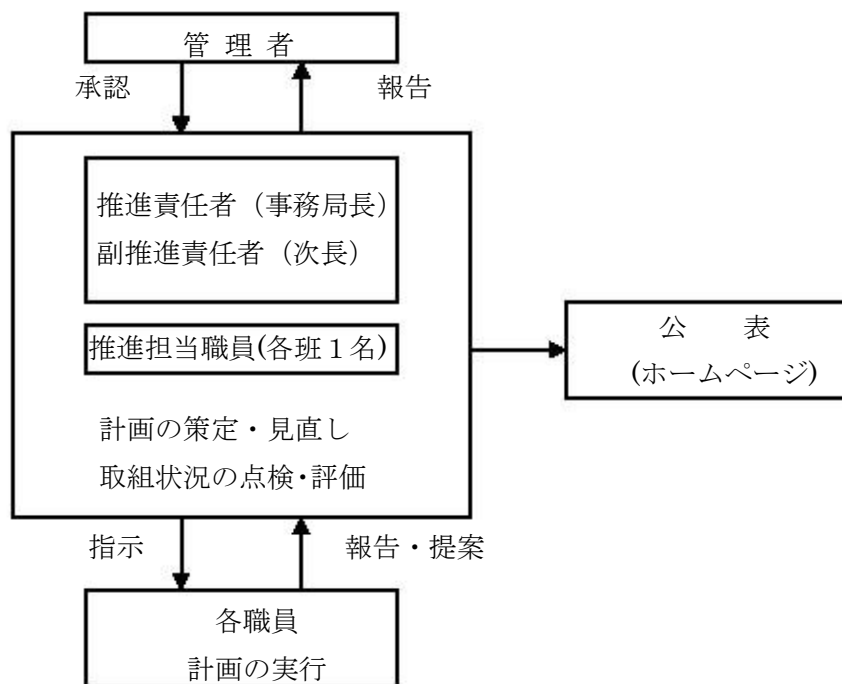 管 理 者
承認
報告
推進責任者（事務局長）
副推進責任者（次長）
推進担当職員(各班１名)
計画の策定・見直し
取組状況の点検・評価
公　　表
(ホームページ)
指示
報告・提案
各職員
計画の実行